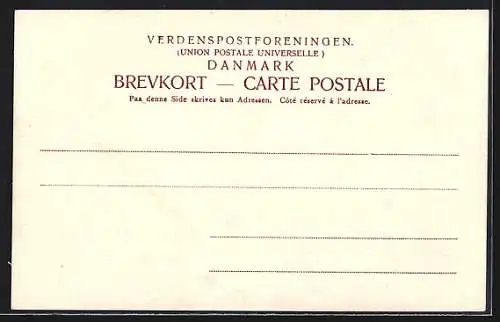 VERDENSPOSTFORENINGEN.
(UNION POSTALE UNIVERSELLE)
DANMARK
BREVKORT — CARTE POSTALE
Paa denne Side skrives kun Adressen. Côté réservé à l'adresse.